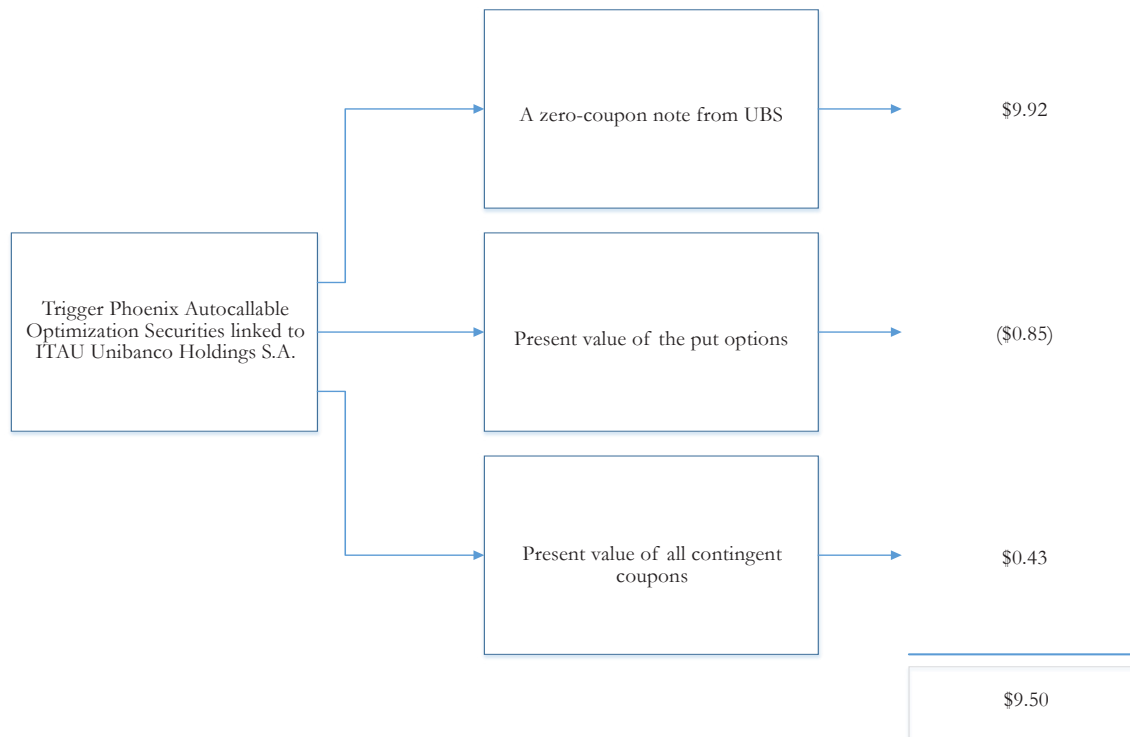 A zero-coupon note from UBS
$9.92
Trigger Phoenix Autocallable
Optimization Securities linked to
ITAU Unibanco Holdings S.A.
Present value of the put options
($0.85)
Present value of all contingent
coupons
$0.43
$9.50